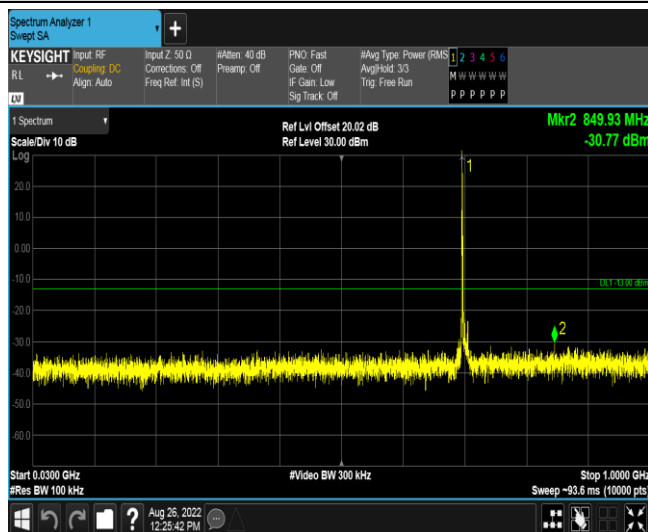 Spectrum Analyzer 1
Swept SA
KEYSIGHT
RL
Input: RF
Coupling: DC
Align: Auto
Input Z: 50 Ω
Corrections: Off
Freq Ref: Int (S)
#Atten: 40 dB
Preamp: Off
PNO: Fast
Gate: Off
IF Gain: Low
Sig Track: Off
#Avg Type: Power (RMS
Avg|Hold: 3/3
Trig: Free Run
1 2 3 4 5 6
M W W W W W
P P P P P P
LXI
1 Spectrum
Scale/Div 10 dB
Ref Lvl Offset 20.02 dB
Ref Level 30.00 dBm
Mkr2 849.93 MHz
-30.77 dBm
Log
1
20.0
10.0
0.00
-10.0
DL1 -13.00 dBm
-20.0
2
-30.0
-40.0
-50.0
-60.0
Start 0.0300 GHz
#Video BW 300 kHz
Stop 1.0000 GHz
#Res BW 100 kHz
Sweep ~93.6 ms (10000 pts)
?
Aug 26, 2022
12:25:42 PM